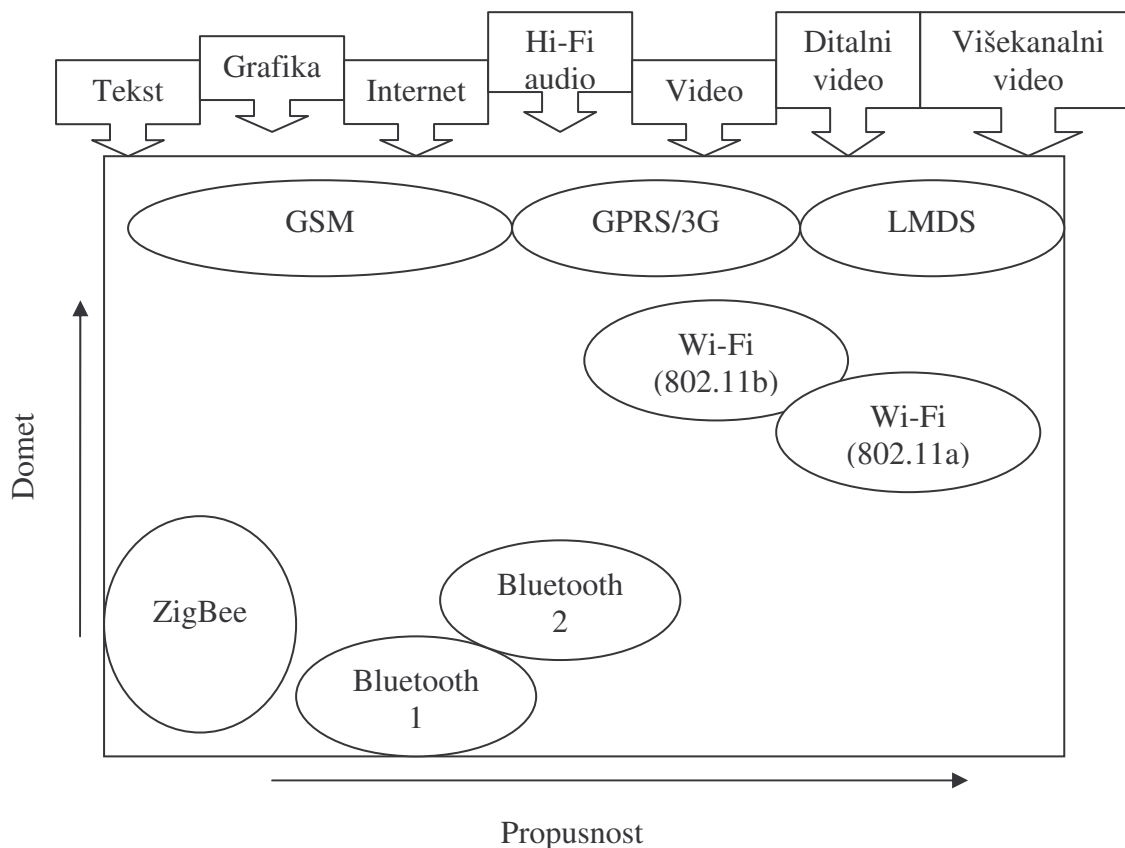 Tekst
Grafika
Internet
Hi-Fi
audio
Video
Ditalni
video
Višekanalni
video
GSM
GPRS/3G
LMDS
Wi-Fi
(802.11b)
Wi-Fi
(802.11a)
Domet
ZigBee
Bluetooth
2
Bluetooth
1
Propusnost